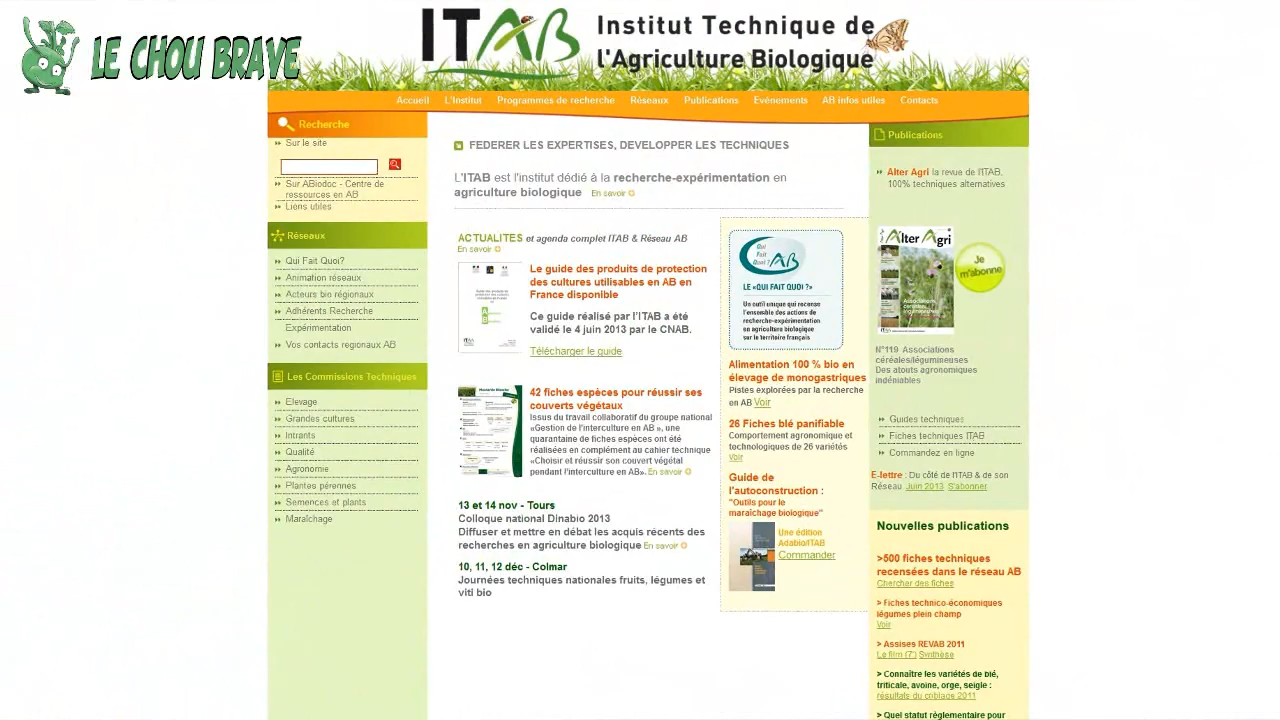 LE CHOU BRAVE
ITAB
Institut Technique de
l'Agriculture Biologique
Accueil L'Institut Programmes de recherche Réseaux Publications Evénements AB infos utiles Contacts
Recherche
Sur le site
Sur ABiodoc - Centre de
ressources en AB
Liens utiles
Réseaux
Qui Fait Quoi?
Animation réseaux
Acteurs bio régionaux
Adhérents Recherche
Expérimentation
Vos contacts regionaux AB
Les Commissions Techniques
Elevage
Grandes cultures
Intrants
Qualité
Agronomie
Plantes pérennes
Semences et plants
Maraîchage
FEDERER LES EXPERTISES, DEVELOPPER LES TECHNIQUES
L'ITAB est l'institut dédié à la recherche-expérimentation en
agriculture biologique En savoir
ACTUALITES et agenda complet ITAB & Réseau AB
En savoir
Le guide des produits de protection
des cultures utilisables en AB en
France disponible
Ce guide réalisé par l'ITAB a été
validé le 4 juin 2013 par le CNAB.
Télécharger le guide
42 fiches espèces pour réussir ses
couverts végétaux
Issus du travail collaboratif du groupe national
«Gestion de l'interculture en AB », une
quarantaine de fiches espèces ont été
réalisées en complément au cahier technique
«Choisir et réussir son couvert végétal
pendant l'interculture en AB». En savoir
13 et 14 nov - Tours
Colloque national Dinabio 2013
Diffuser et mettre en débat les acquis récents des
recherches en agriculture biologique En savoir
10, 11, 12 déc - Colmar
Journées techniques nationales fruits, légumes et
viti bio
Qui
Fait
Quoi ?
AB
LE «QUI FAIT QUOI ?»
Un outil unique qui recense
l'ensemble des actions de
recherche-expérimentation
en agriculture biologique
sur le territoire français
Alimentation 100 % bio en
élevage de monogastriques
Pistes explorées par la recherche
en AB Voir
26 Fiches blé panifiable
Comportement agronomique et
technologiques de 26 variétés
Voir
Guide de
l'autoconstruction :
"Outils pour le
maraîchage biologique"
Une édition
Adabio/ITAB
Commander
Publications
Alter Agri la revue de l'ITAB,
100% techniques alternatives
Alter Agri
Je
m'abonne
N°119 Associations
céréales/légumineuses
Des atouts agronomiques
indéniables
Guides techniques
Fiches techniques ITAB
Commandez en ligne
E-lettre : Du côté de l'ITAB & de son
Réseau Juin 2013 S'abonner
Nouvelles publications
>500 fiches techniques
recensées dans le réseau AB
Chercher des fiches
> Fiches technico-économiques
légumes plein champ
Voir
> Assises REVAB 2011
Le film (7') Synthèse
> Connaître les variétés de blé,
triticale, avoine, orge, seigle :
résultats du criblage 2011
> Quel statut règlementaire pour